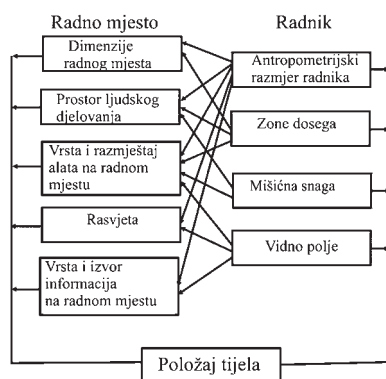 Radno mjesto
Dimenzije
radnog mjesta
Prostor ljudskog
djelovanja
Vrsta i razmještaj
alata na radnom
mjestu
Rasvjeta
Vrsta i izvor
informacija
na radnom mjestu
Radnik
Antropometrijski
razmjer radnika
Zone dosega
Mišićna snaga
Vidno polje
Položaj tijela